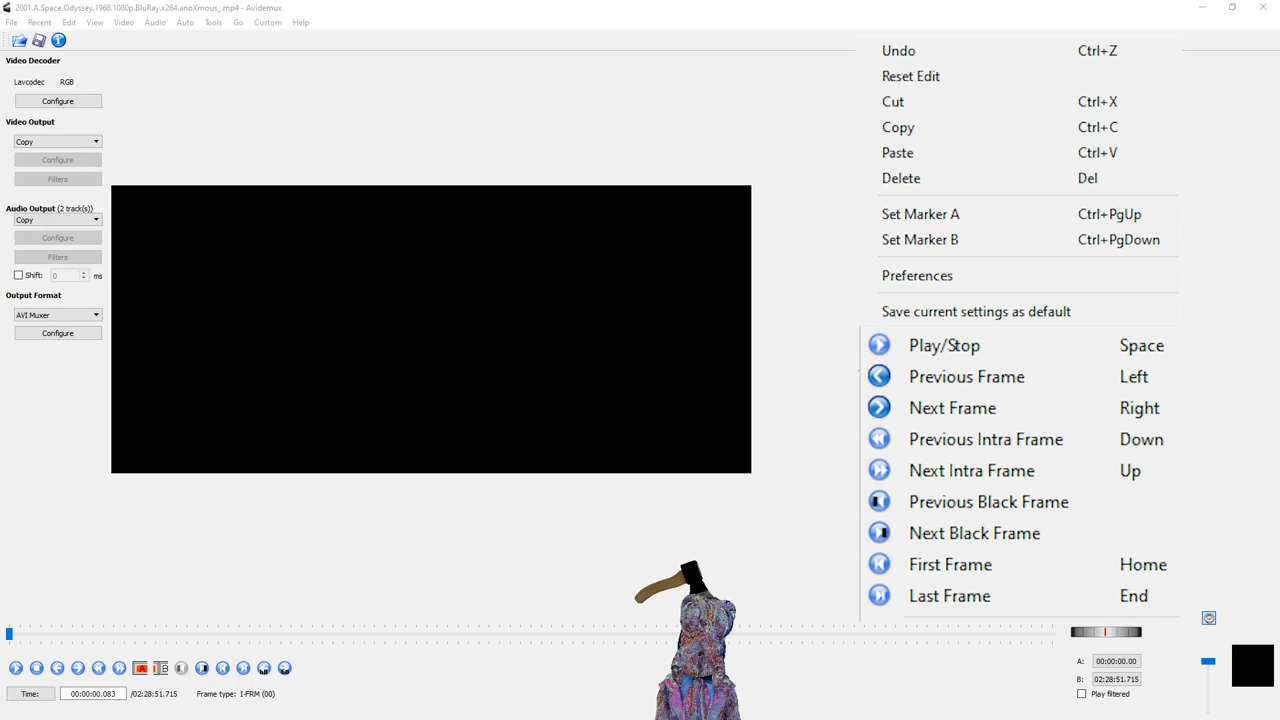 2001.A.Space.Odyssey.1968.1080p.BluRay.x264.anoXmous_.mp4 - Avidemux
File Recent Edit View Video Audio Auto Tools Go Custom Help
Video Decoder
Lavcodec RGB
Configure
Video Output
Copy
Configure
Filters
Audio Output (2 track(s))
Copy
Configure
Filters
Shift: 0 ms
Output Format
AVI Muxer
Configure
Undo Ctrl+Z
Reset Edit
Cut Ctrl+X
Copy Ctrl+C
Paste Ctrl+V
Delete Del
Set Marker A Ctrl+PgUp
Set Marker B Ctrl+PgDown
Preferences
Save current settings as default
Play/Stop Space
Previous Frame Left
Next Frame Right
Previous Intra Frame Down
Next Intra Frame Up
Previous Black Frame
Next Black Frame
First Frame Home
Last Frame End
A B
Time: 00:00:00.083 /02:28:51.715 Frame type: I-FRM (00)
A: 00:00:00.00
B: 02:28:51.715
Play filtered